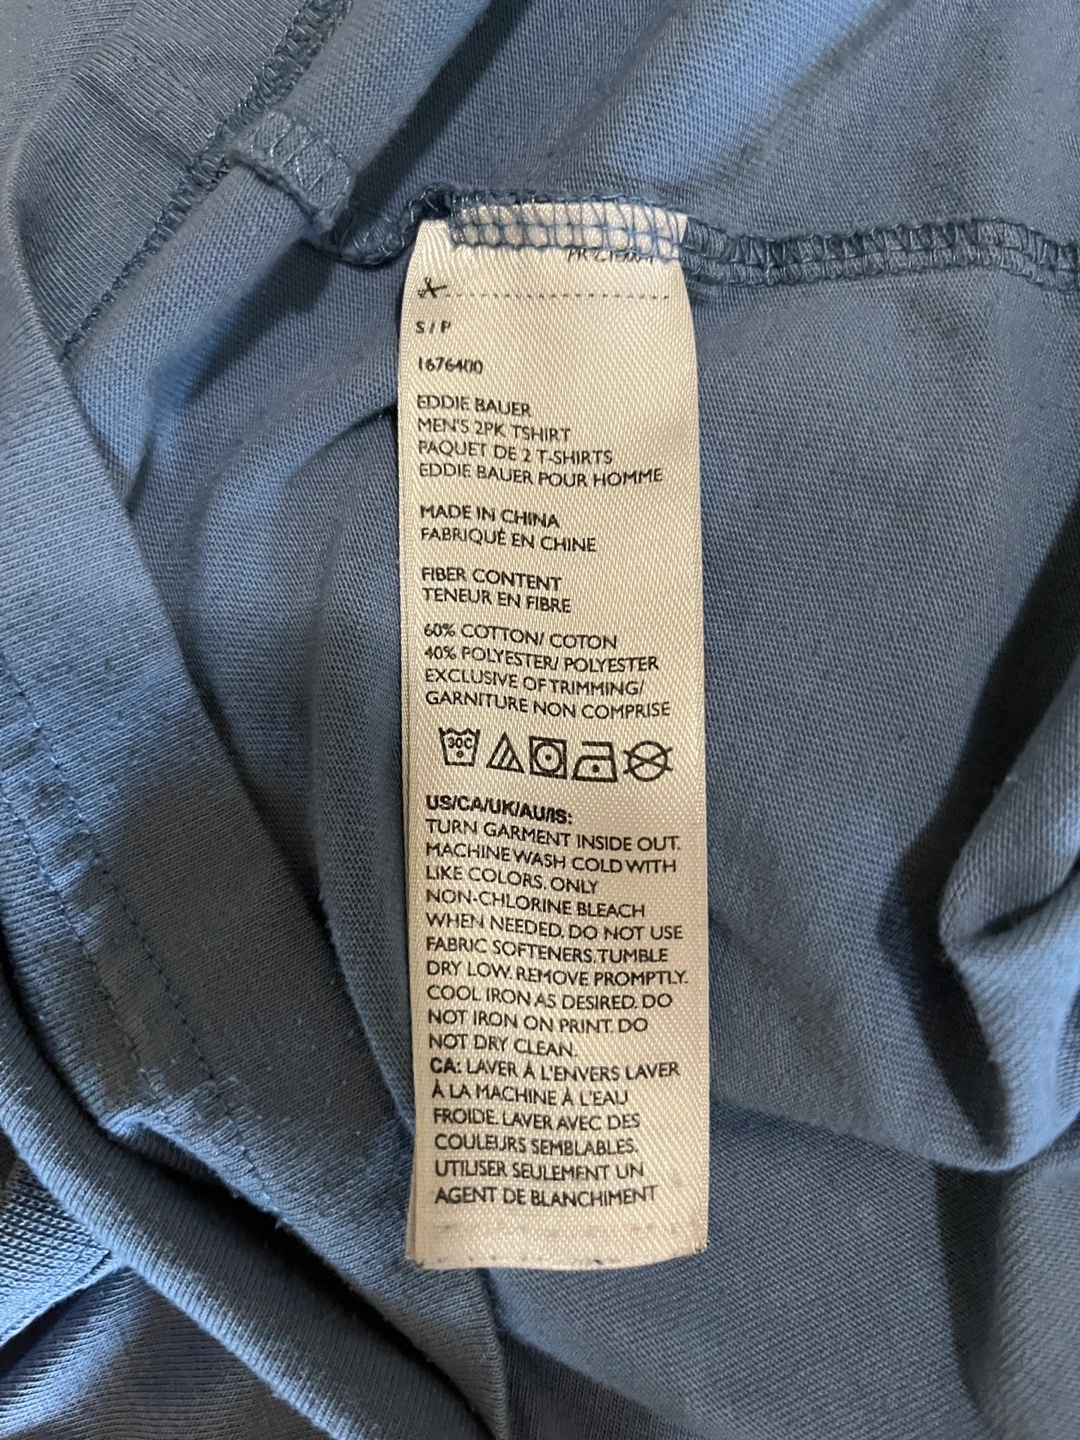 S / P
1676400
EDDIE BAUER
MEN'S 2PK TSHIRT
PAQUET DE 2 T-SHIRTS
EDDIE BAUER POUR HOMME
MADE IN CHINA
FABRIQUÉ EN CHINE
FIBER CONTENT
TENEUR EN FIBRE
60% COTTON/ COTON
40% POLYESTER/ POLYESTER
EXCLUSIVE OF TRIMMING/
GARNITURE NON COMPRISE
30C
US/CA/UK/AU/IS:
TURN GARMENT INSIDE OUT.
MACHINE WASH COLD WITH
LIKE COLORS. ONLY
NON-CHLORINE BLEACH
WHEN NEEDED. DO NOT USE
FABRIC SOFTENERS. TUMBLE
DRY LOW. REMOVE PROMPTLY.
COOL IRON AS DESIRED. DO
NOT IRON ON PRINT. DO
NOT DRY CLEAN.
CA: LAVER À L'ENVERS LAVER
À LA MACHINE À L'EAU
FROIDE. LAVER AVEC DES
COULEURS SEMBLABLES.
UTILISER SEULEMENT UN
AGENT DE BLANCHIMENT